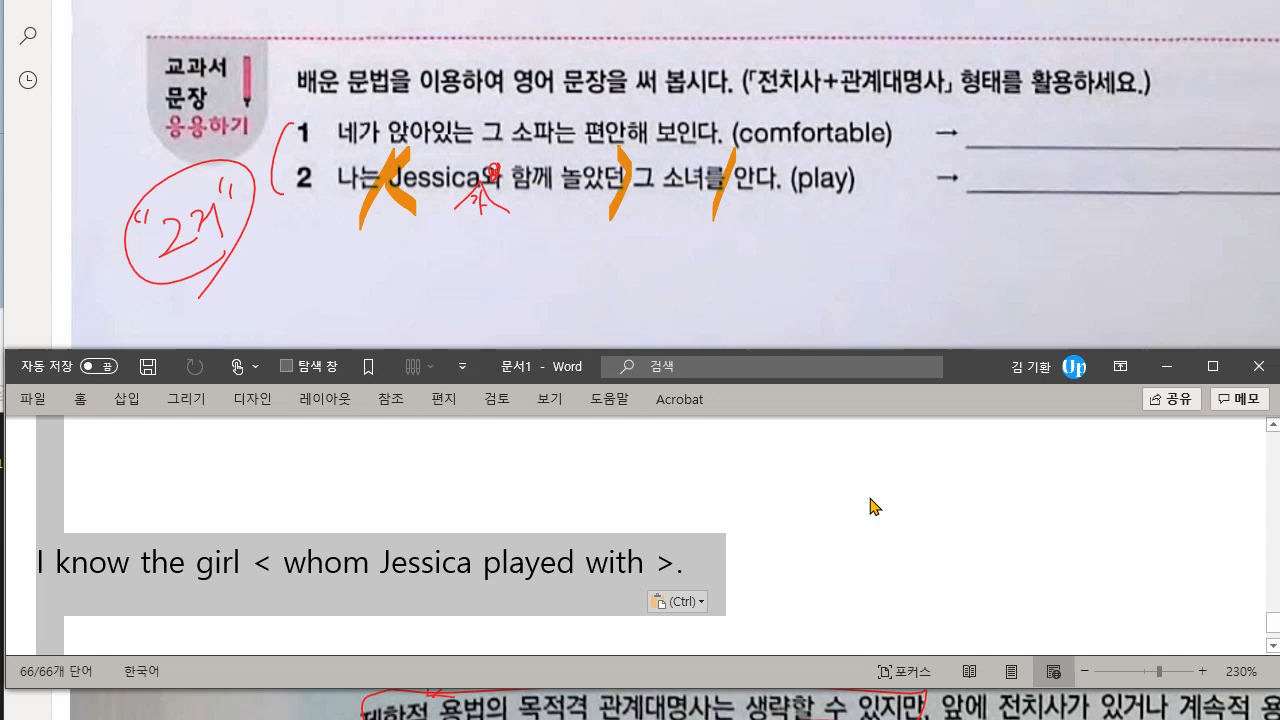 교과서
문장
응용하기
배운 문법을 이용하여 영어 문장을 써 봅시다. (「전치사+관계대명사」 형태를 활용하세요.)
1 네가 앉아있는 그 소파는 편안해 보인다. (comfortable) →
2 나는 Jessica와 함께 놀았던 그 소녀를 안다. (play) →
가
자동 저장 끔 탐색 창 문서1 - Word 검색 김 기환 Up
파일 홈 삽입 그리기 디자인 레이아웃 참조 편지 검토 보기 도움말 Acrobat 공유 메모
I know the girl < whom Jessica played with >.
(Ctrl)
66/66개 단어 한국어 포커스 230%
제한적 용법의 목적격 관계대명사는 생략할 수 있지만, 앞에 전치사가 있거나 계속적 용